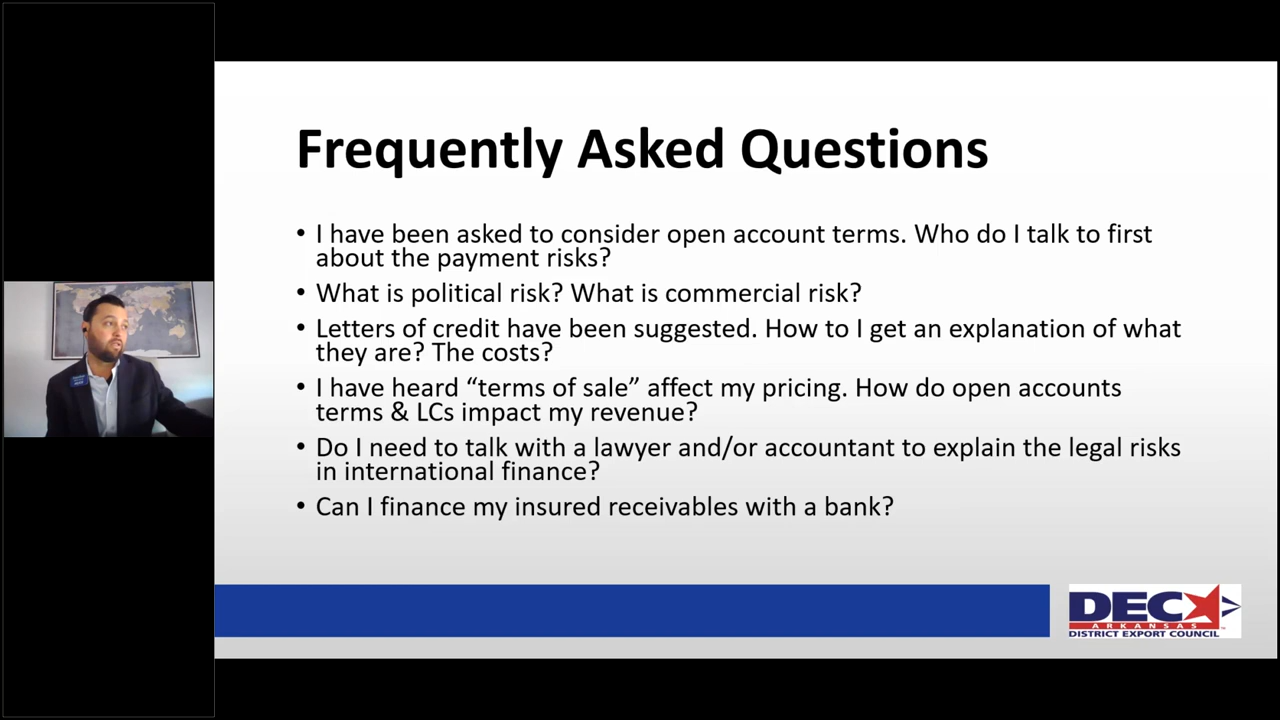 Frequently Asked Questions
• I have been asked to consider open account terms. Who do I talk to first
about the payment risks?
• What is political risk? What is commercial risk?
• Letters of credit have been suggested. How to I get an explanation of what
they are? The costs?
• I have heard “terms of sale” affect my pricing. How do open accounts
terms & LCs impact my revenue?
• Do I need to talk with a lawyer and/or accountant to explain the legal risks
in international finance?
• Can I finance my insured receivables with a bank?
DEC
ARKANSAS
DISTRICT EXPORT COUNCIL